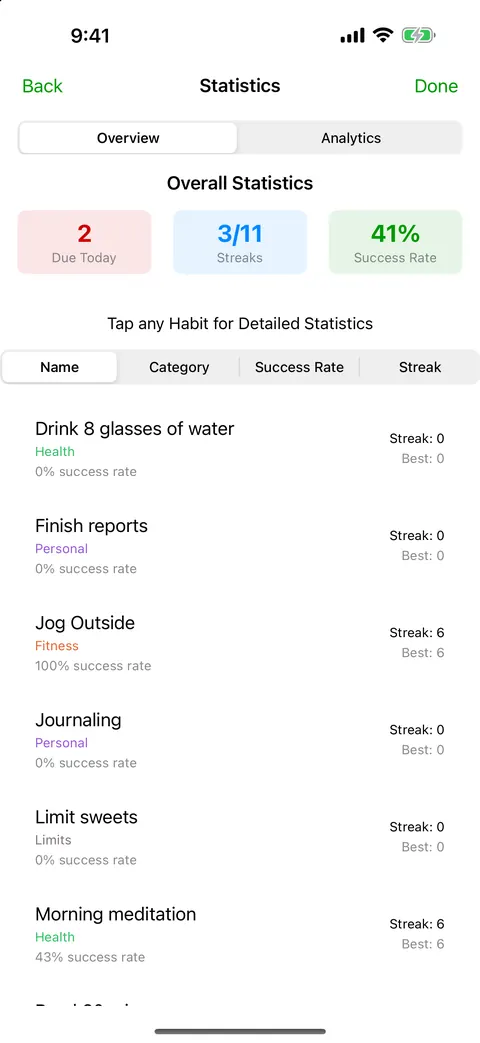 9:41
Back Statistics Done
Overview Analytics
Overall Statistics
2 3/11 41%
Due Today Streaks Success Rate
Tap any Habit for Detailed Statistics
Name Category Success Rate Streak
Drink 8 glasses of water
Streak: 0
Health
Best: 0
0% success rate
Finish reports
Streak: 0
Personal
Best: 0
0% success rate
Jog Outside
Streak: 6
Fitness
Best: 6
100% success rate
Journaling
Streak: 0
Personal
Best: 0
0% success rate
Limit sweets
Streak: 0
Limits
Best: 0
0% success rate
Morning meditation
Streak: 6
Health
Best: 6
43% success rate